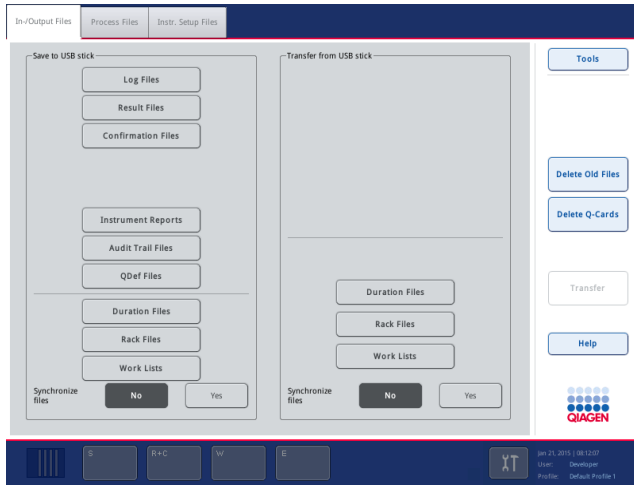 In-/Output Files
Process Files
Instr. Setup Files
Save to USB stick
Log Files
Result Files
Confirmation Files
Instrument Reports
Audit Trail Files
QDef Files
Duration Files
Rack Files
Work Lists
Synchronize
files
No
Yes
Transfer from USB stick
Duration Files
Rack Files
Work Lists
Synchronize
files
No
Yes
Tools
Delete Old Files
Delete Q-Cards
Transfer
Help
QIAGEN
S
R+C
W
E
Jan 21, 2015 | 08:12:07
User: Developer
Profile: Default Profile 1